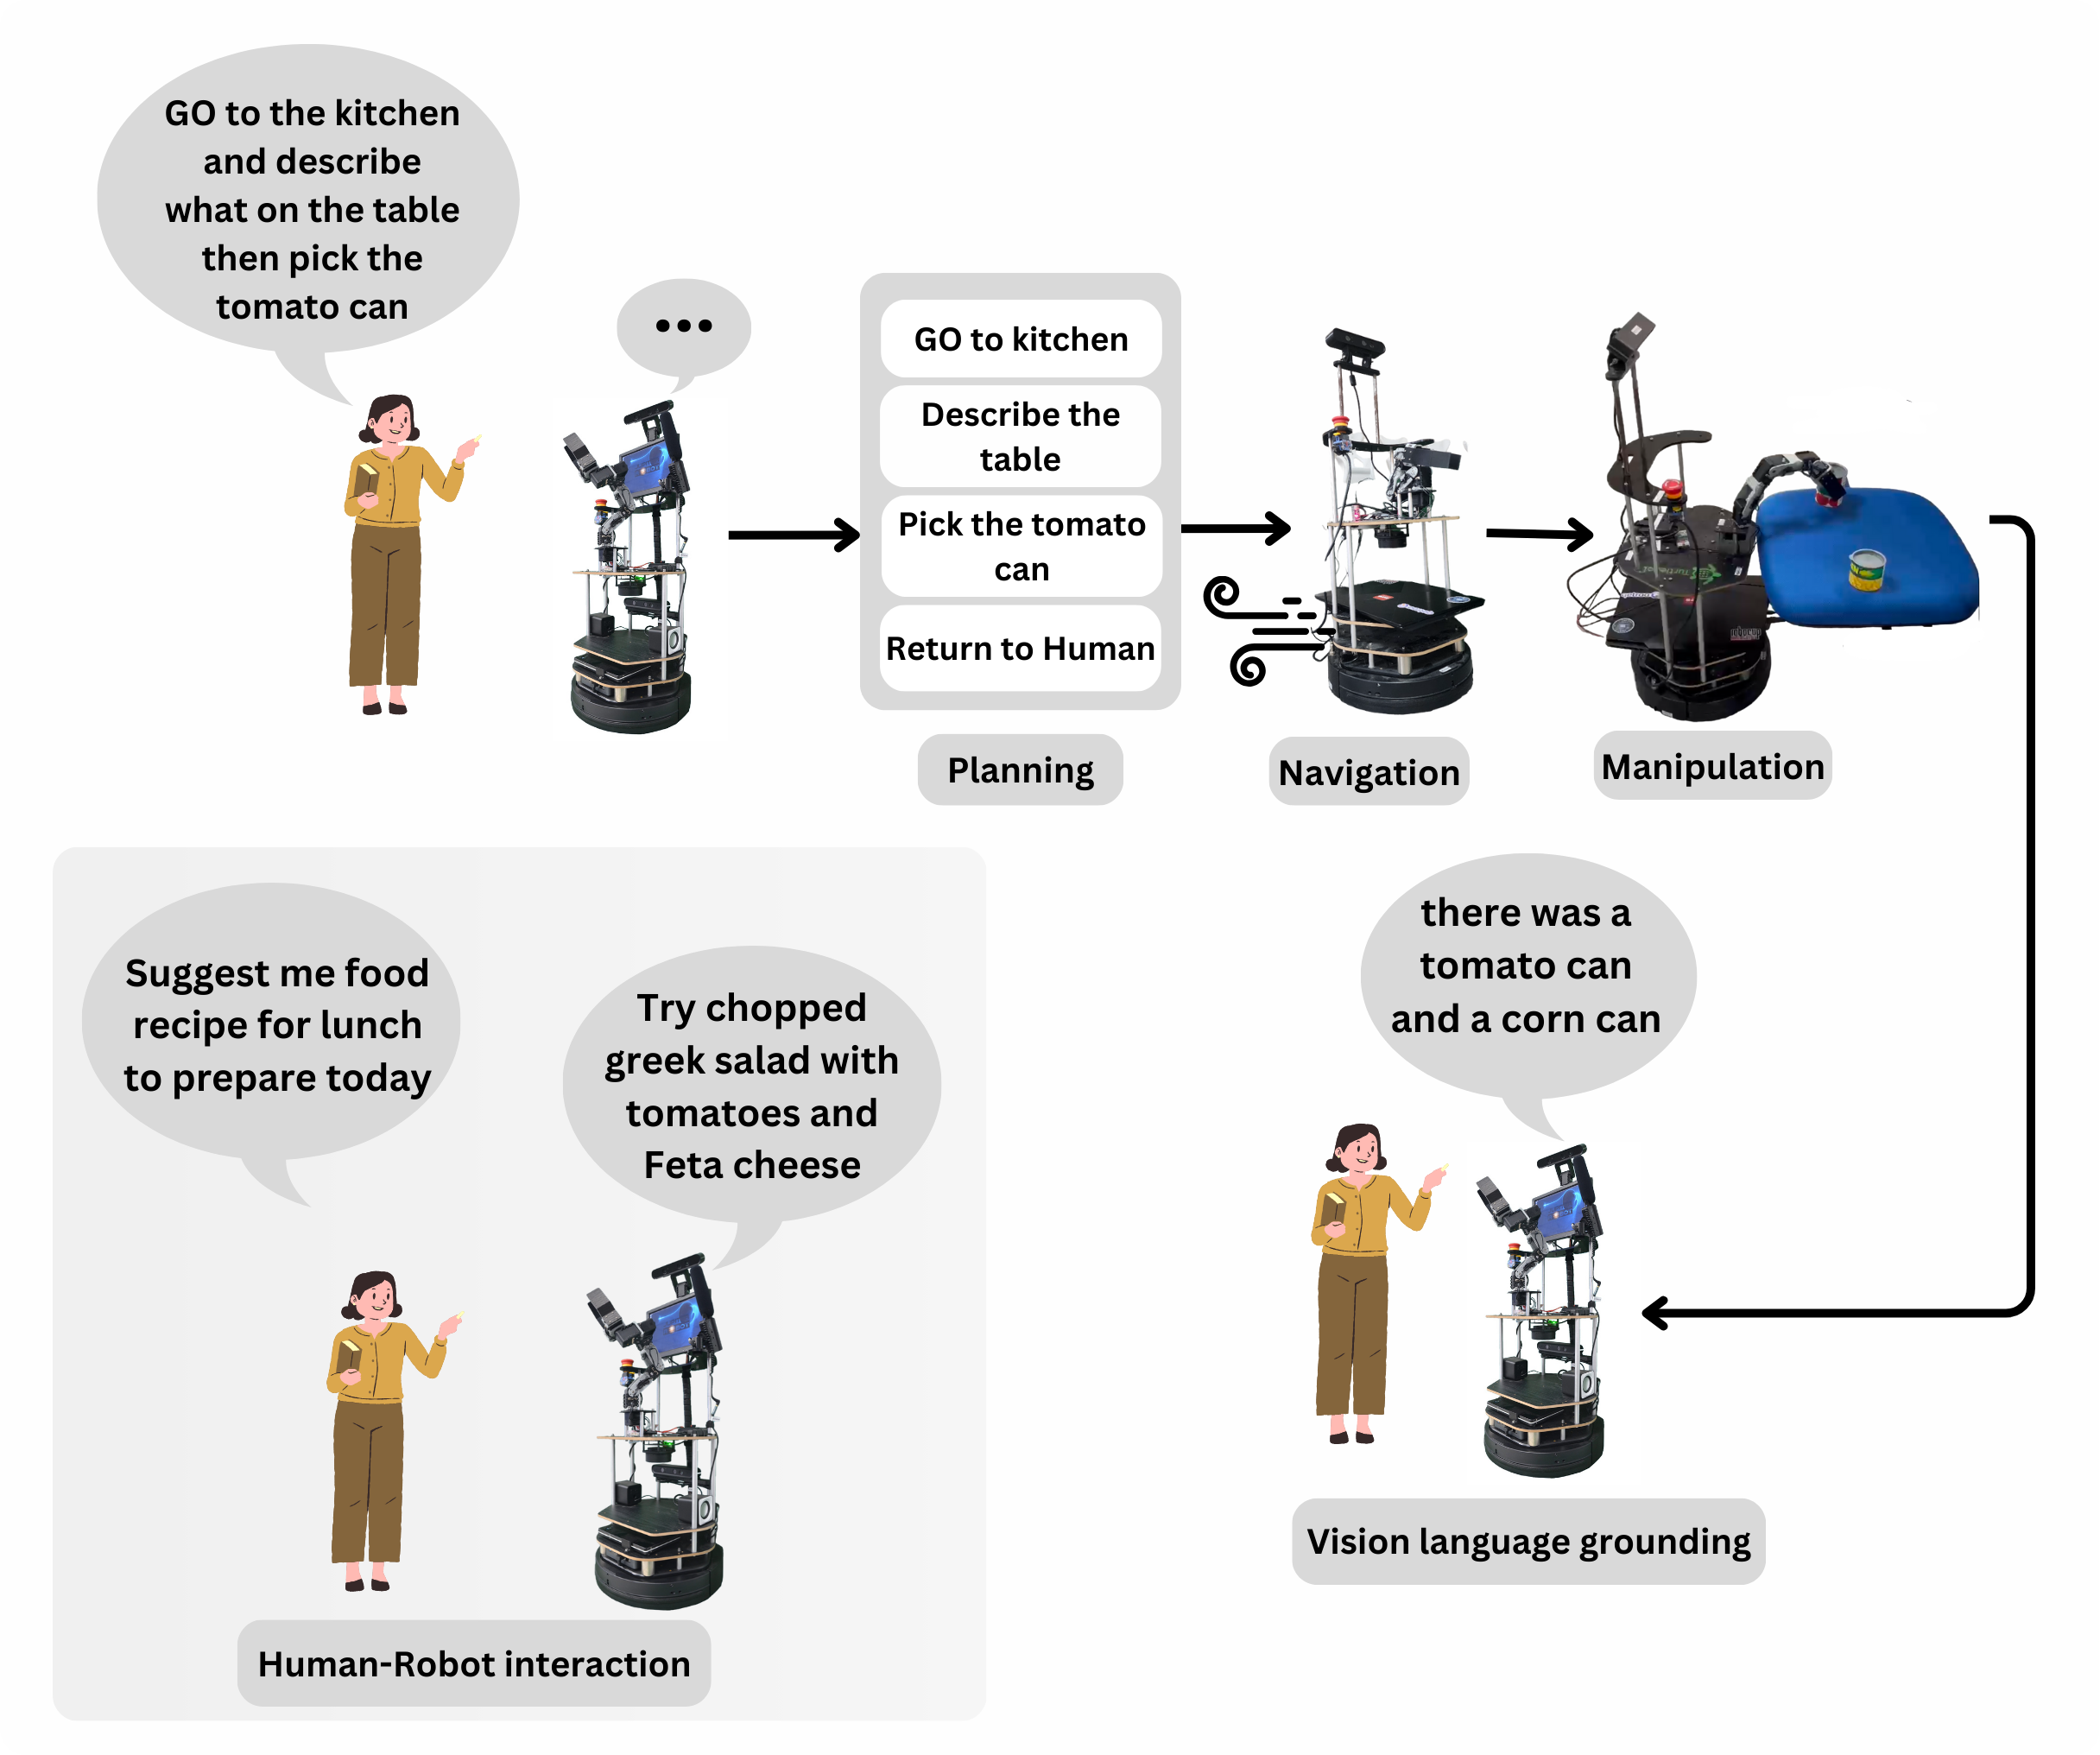 GO to the kitchen
and describe
what on the table
then pick the
tomato can
...
GO to kitchen
Describe the
table
Pick the tomato
can
Return to Human
Planning
Navigation
Manipulation
Suggest me food
recipe for lunch
to prepare today
Try chopped
greek salad with
tomatoes and
Feta cheese
Human-Robot interaction
there was a
tomato can
and a corn can
Vision language grounding